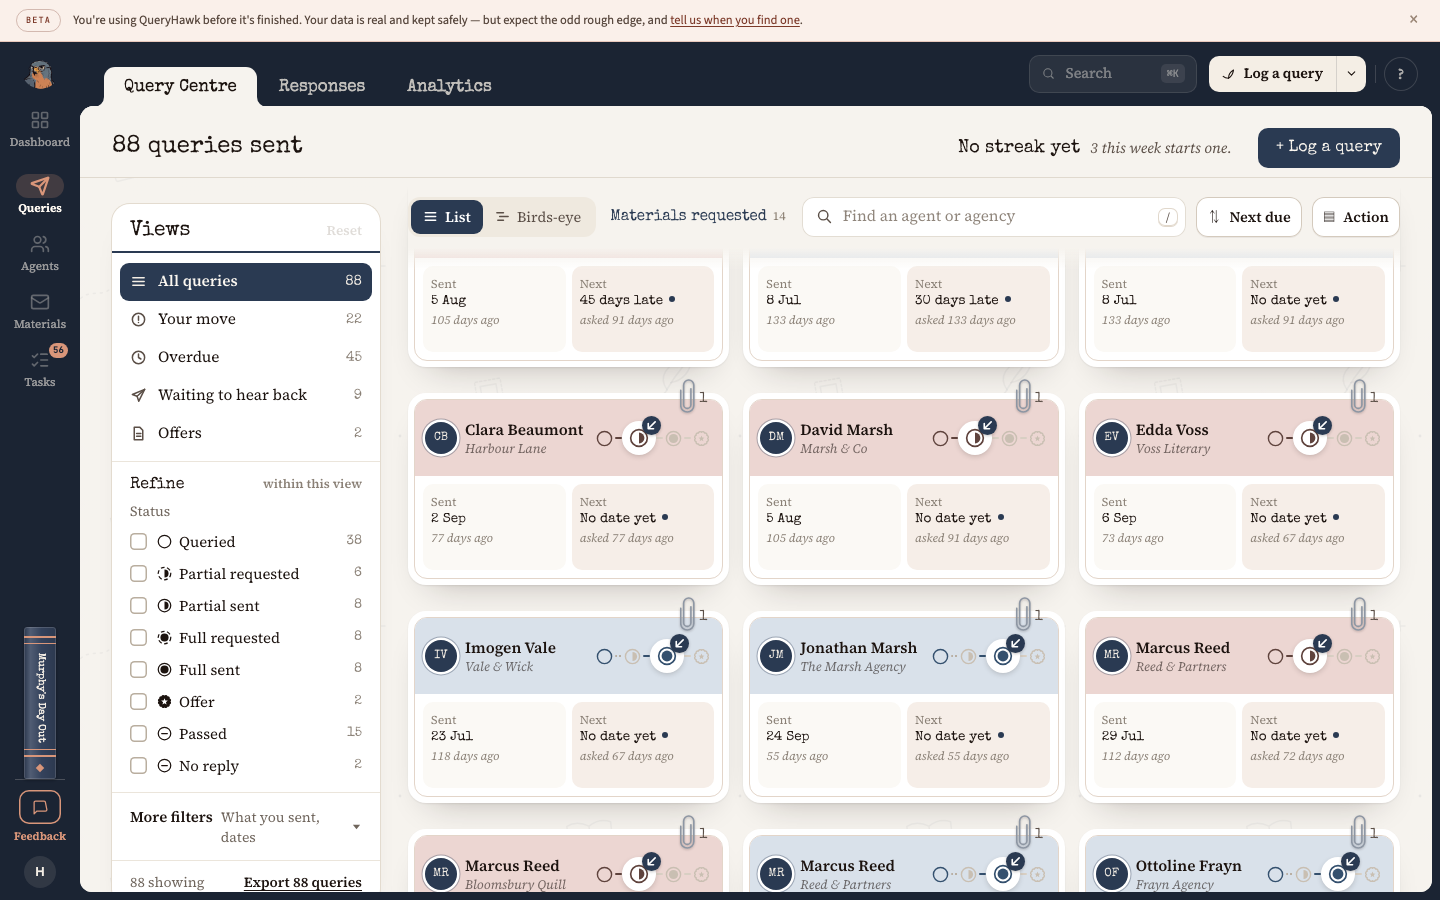 BETA
You're using QueryHawk before it's finished. Your data is real and kept safely — but expect the odd rough edge, and tell us when you find one.
×
Query Centre
Responses
Analytics
Search
⌘K
Log a query
?
Dashboard
Queries
Agents
Materials
56
Tasks
Murphy's Day Out
Feedback
H
88 queries sent
No streak yet
3 this week starts one.
+ Log a query
Views
Reset
All queries 88
Your move 22
Overdue 45
Waiting to hear back 9
Offers 2
Refine
within this view
Status
Queried 38
Partial requested 6
Partial sent 8
Full requested 8
Full sent 8
Offer 2
Passed 15
No reply 2
More filters
What you sent,
dates
88 showing
Export 88 queries
List
Birds-eye
Materials requested 14
Find an agent or agency
/
Next due
Action
Sent
5 Aug
105 days ago
Next
45 days late
asked 91 days ago
Sent
8 Jul
133 days ago
Next
30 days late
asked 133 days ago
Sent
8 Jul
133 days ago
Next
No date yet
asked 91 days ago
1
CB
Clara Beaumont
Harbour Lane
Sent
2 Sep
77 days ago
Next
No date yet
asked 77 days ago
1
DM
David Marsh
Marsh & Co
Sent
5 Aug
105 days ago
Next
No date yet
asked 91 days ago
1
EV
Edda Voss
Voss Literary
Sent
6 Sep
73 days ago
Next
No date yet
asked 67 days ago
1
IV
Imogen Vale
Vale & Wick
Sent
23 Jul
118 days ago
Next
No date yet
asked 67 days ago
1
JM
Jonathan Marsh
The Marsh Agency
Sent
24 Sep
55 days ago
Next
No date yet
asked 55 days ago
1
MR
Marcus Reed
Reed & Partners
Sent
29 Jul
112 days ago
Next
No date yet
asked 72 days ago
1
MR
Marcus Reed
Bloomsbury Quill
1
MR
Marcus Reed
Reed & Partners
1
OF
Ottoline Frayn
Frayn Agency